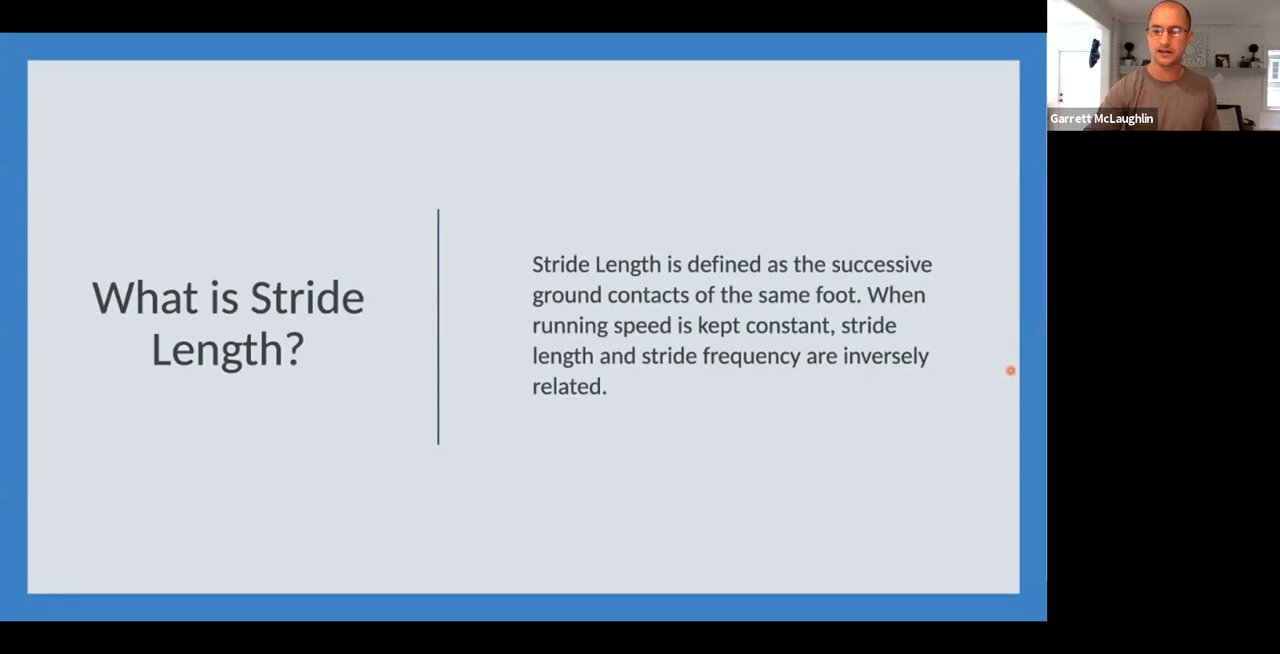 What is Stride
Length?
Stride Length is defined as the successive
ground contacts of the same foot. When
running speed is kept constant, stride
length and stride frequency are inversely
related.
Garrett McLaughlin